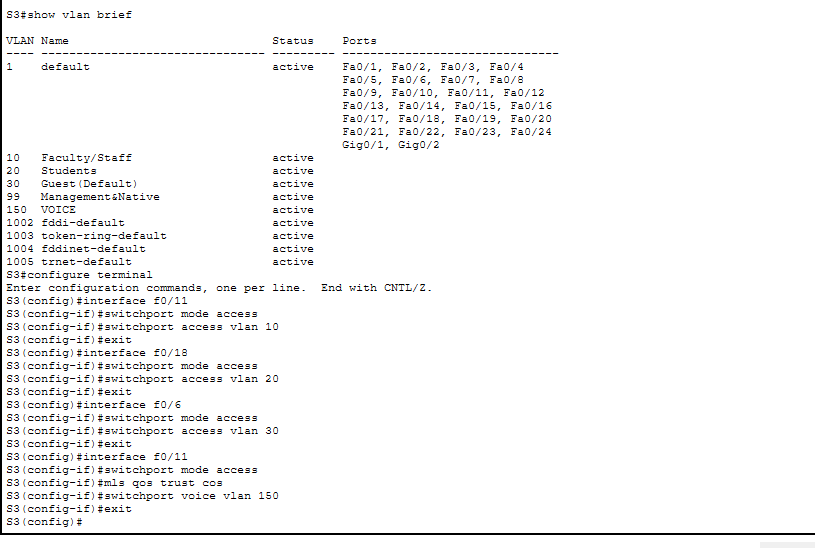 S3#show vlan brief
VLAN Name                             Status    Ports
---- -------------------------------- --------- -------------------------------
1    default                          active    Fa0/1, Fa0/2, Fa0/3, Fa0/4
                                                Fa0/5, Fa0/6, Fa0/7, Fa0/8
                                                Fa0/9, Fa0/10, Fa0/11, Fa0/12
                                                Fa0/13, Fa0/14, Fa0/15, Fa0/16
                                                Fa0/17, Fa0/18, Fa0/19, Fa0/20
                                                Fa0/21, Fa0/22, Fa0/23, Fa0/24
                                                Gig0/1, Gig0/2
10   Faculty/Staff                    active
20   Students                         active
30   Guest(Default)                   active
99   Management&Native                active
150  VOICE                            active
1002 fddi-default                     active
1003 token-ring-default               active
1004 fddinet-default                  active
1005 trnet-default                    active
S3#configure terminal
Enter configuration commands, one per line.  End with CNTL/Z.
S3(config)#interface f0/11
S3(config-if)#switchport mode access
S3(config-if)#switchport access vlan 10
S3(config-if)#exit
S3(config)#interface f0/18
S3(config-if)#switchport mode access
S3(config-if)#switchport access vlan 20
S3(config-if)#exit
S3(config)#interface f0/6
S3(config-if)#switchport mode access
S3(config-if)#switchport access vlan 30
S3(config-if)#exit
S3(config)#interface f0/11
S3(config-if)#switchport mode access
S3(config-if)#mls qos trust cos
S3(config-if)#switchport voice vlan 150
S3(config-if)#exit
S3(config)#